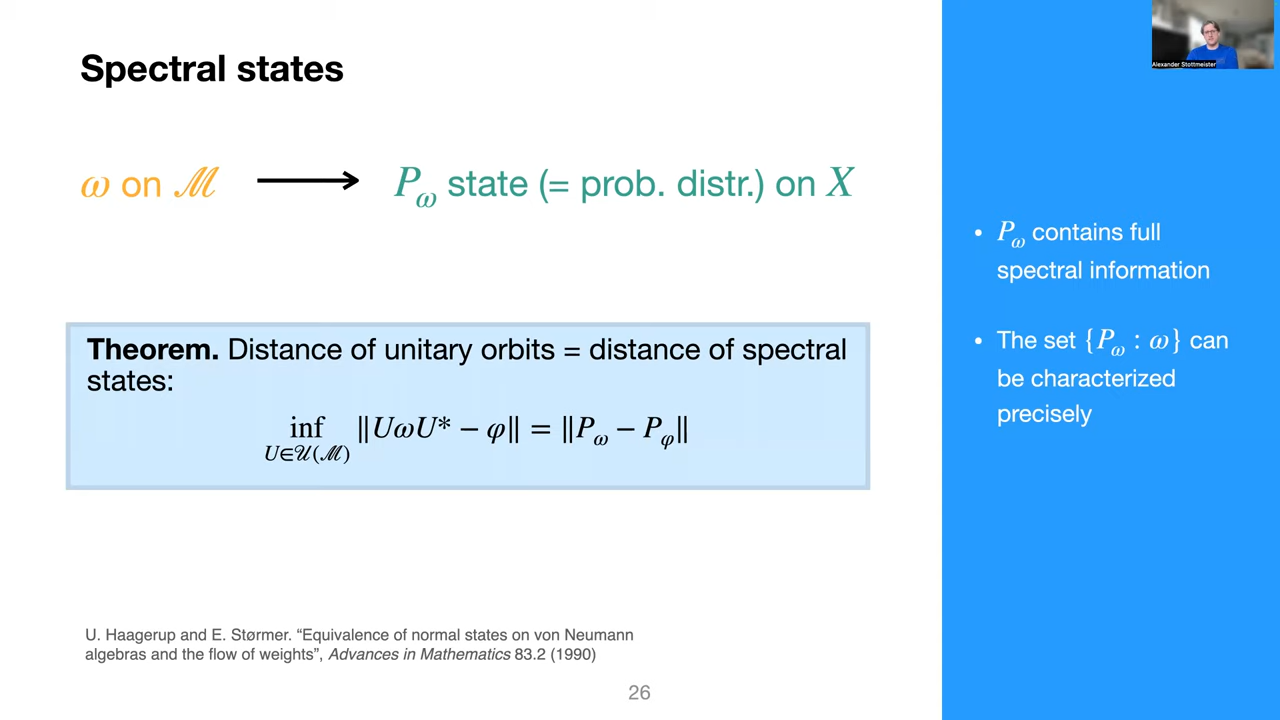 Spectral states
ω on ℳ ⟶ P_ω state (= prob. distr.) on X
Theorem. Distance of unitary orbits = distance of spectral
states:
inf_{U∈𝒰(ℳ)} ‖UωU* − φ‖ = ‖P_ω − P_φ‖
U. Haagerup and E. Størmer. “Equivalence of normal states on von Neumann
algebras and the flow of weights”, Advances in Mathematics 83.2 (1990)
26
Alexander Stottmeister
• P_ω contains full
spectral information
• The set {P_ω : ω} can
be characterized
precisely